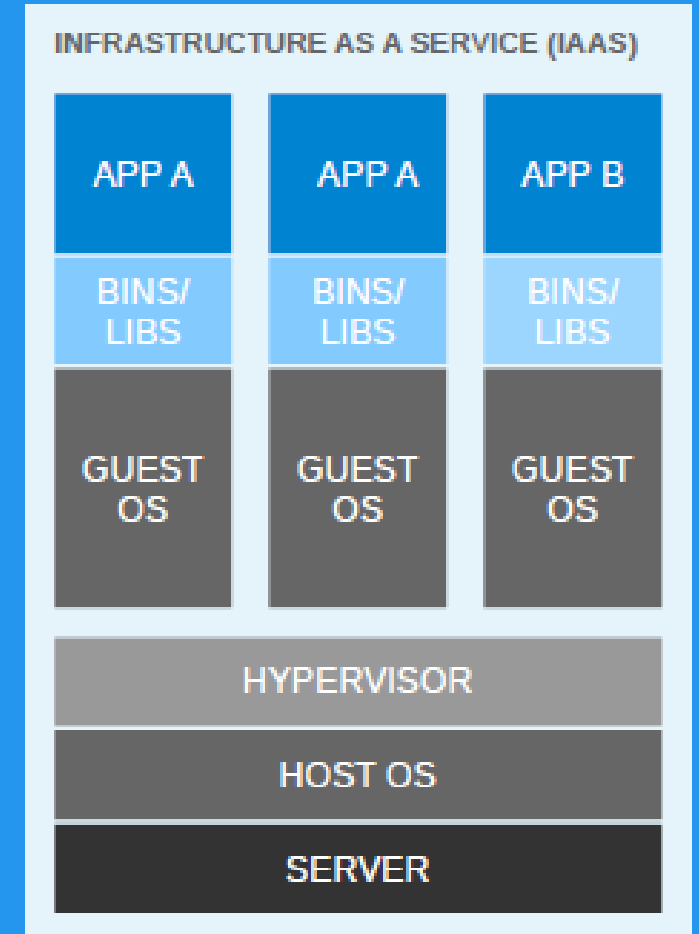 INFRASTRUCTURE AS A SERVICE (IAAS)
APP A
APP A
APP B
BINS/
LIBS
BINS/
LIBS
BINS/
LIBS
GUEST
OS
GUEST
OS
GUEST
OS
HYPERVISOR
HOST OS
SERVER